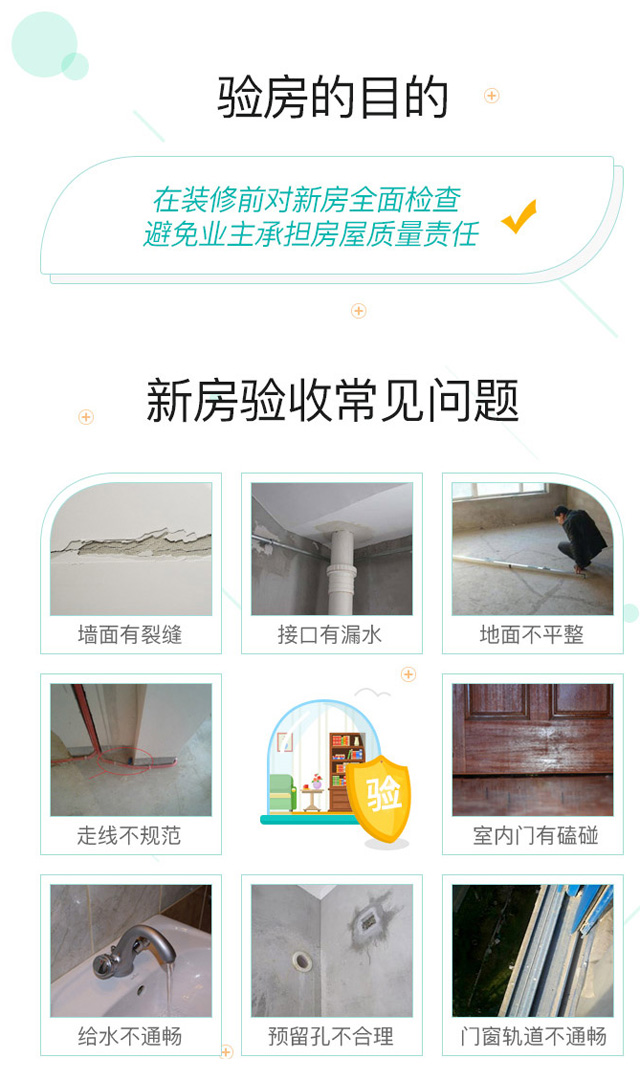 验房的目的
在装修前对新房全面检查
避免业主承担房屋质量责任
新房验收常见问题
墙面有裂缝
接口有漏水
地面不平整
走线不规范
验
室内门有磕碰
给水不通畅
预留孔不合理
门窗轨道不通畅